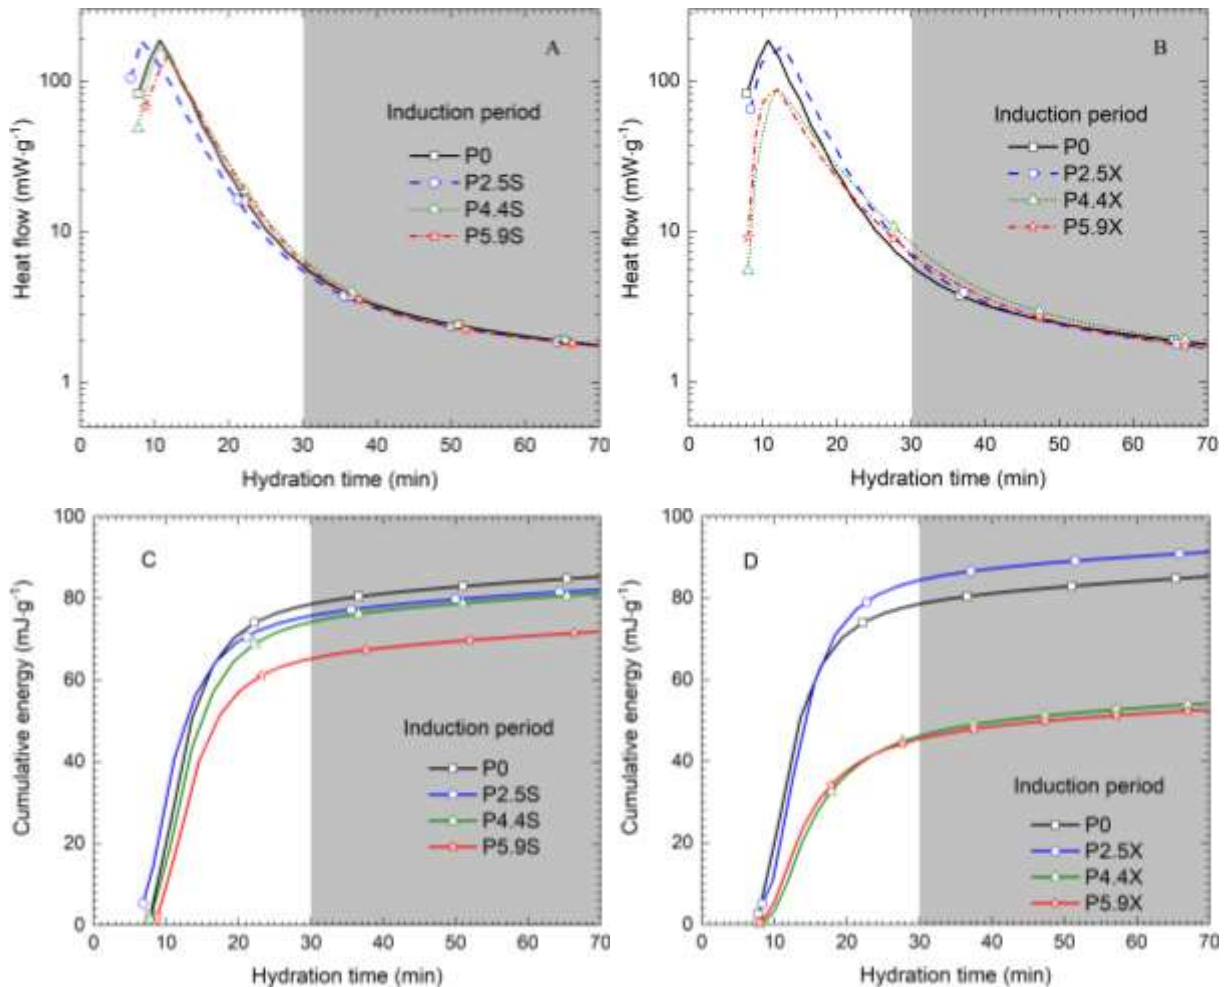 A
Heat flow (mW·g⁻¹)
100
10
1
Induction period
P0
P2.5S
P4.4S
P5.9S
0 10 20 30 40 50 60 70
Hydration time (min)
B
Heat flow (mW·g⁻¹)
100
10
1
Induction period
P0
P2.5X
P4.4X
P5.9X
0 10 20 30 40 50 60 70
Hydration time (min)
C
Cumulative energy (mJ·g⁻¹)
100
80
60
40
20
0
Induction period
P0
P2.5S
P4.4S
P5.9S
0 10 20 30 40 50 60 70
Hydration time (min)
D
Cumulative energy (mJ·g⁻¹)
100
80
60
40
20
0
Induction period
P0
P2.5X
P4.4X
P5.9X
0 10 20 30 40 50 60 70
Hydration time (min)